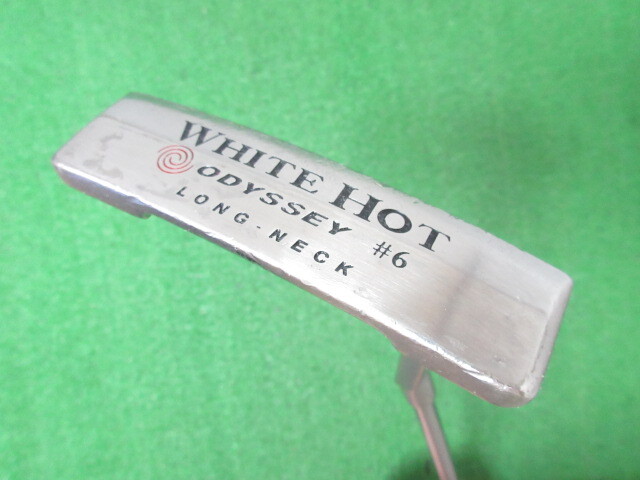 WHITE HOT
ODYSSEY #6
LONG-NECK